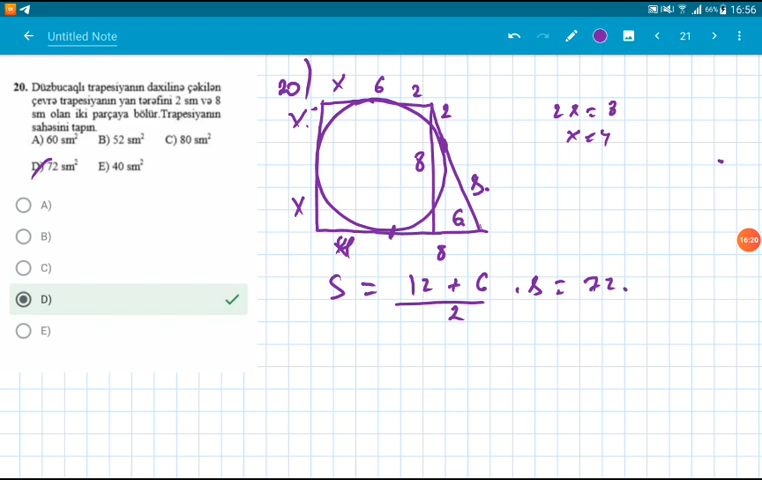 66% 16:56
Untitled Note
21
20. Düzbucaqlı trapesiyanın daxilinə çəkilən
çevrə trapesiyanın yan tərəfini 2 sm və 8
sm olan iki parçaya bölür.Trapesiyanın
sahəsini tapın.
A) 60 sm² B) 52 sm² C) 80 sm²
D) 72 sm² E) 40 sm²
A)
B)
C)
D)
E)
20)
x 6 2
x 2
8
8
x 6
8
2x = 8
x = 4
S = 12 + 6 / 2 . 8 = 72.
16:20